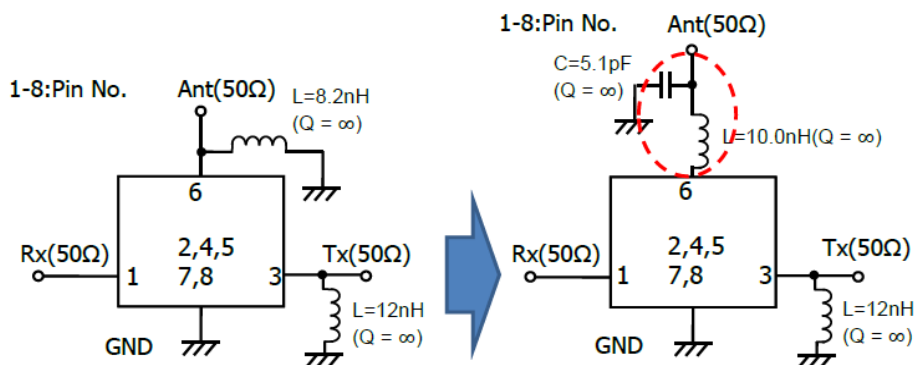 1-8:Pin No.
Ant(50Ω)
L=8.2nH
(Q = ∞)
6
Rx(50Ω)
2,4,5
7,8
1
3
Tx(50Ω)
L=12nH
(Q = ∞)
GND
1-8:Pin No.
Ant(50Ω)
C=5.1pF
(Q = ∞)
L=10.0nH(Q = ∞)
6
Rx(50Ω)
2,4,5
7,8
1
3
Tx(50Ω)
L=12nH
(Q = ∞)
GND